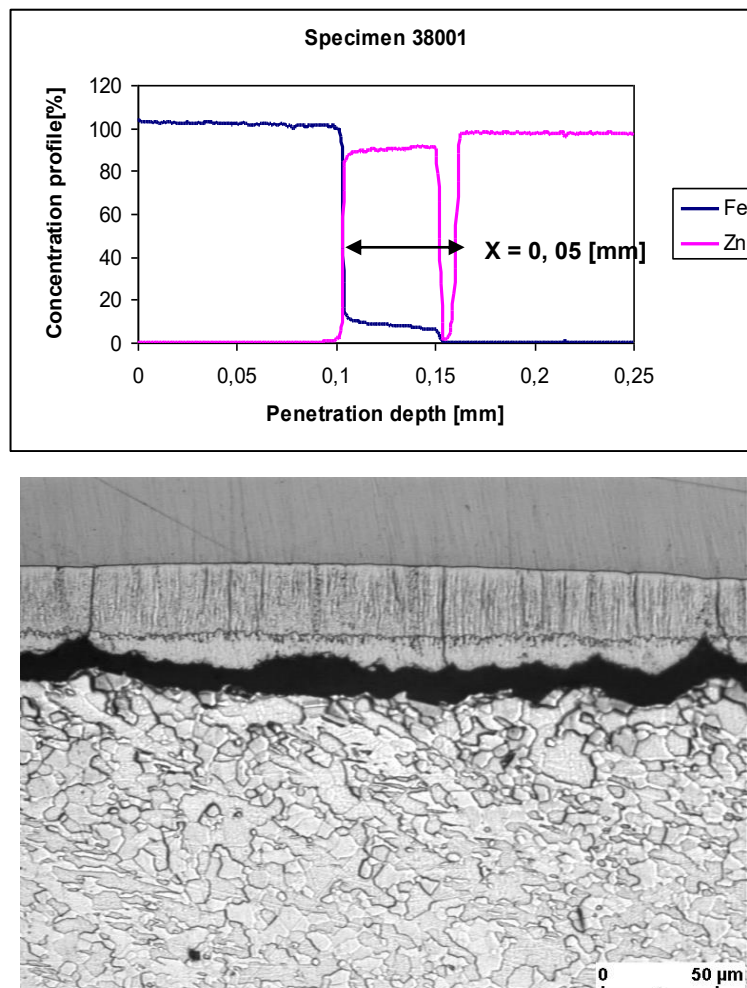 Specimen 38001
Concentration profile[%]
120
100
80
60
40
20
0
X = 0, 05 [mm]
Fe
Zn
0 0,05 0,1 0,15 0,2 0,25
Penetration depth [mm]
0 50 µm